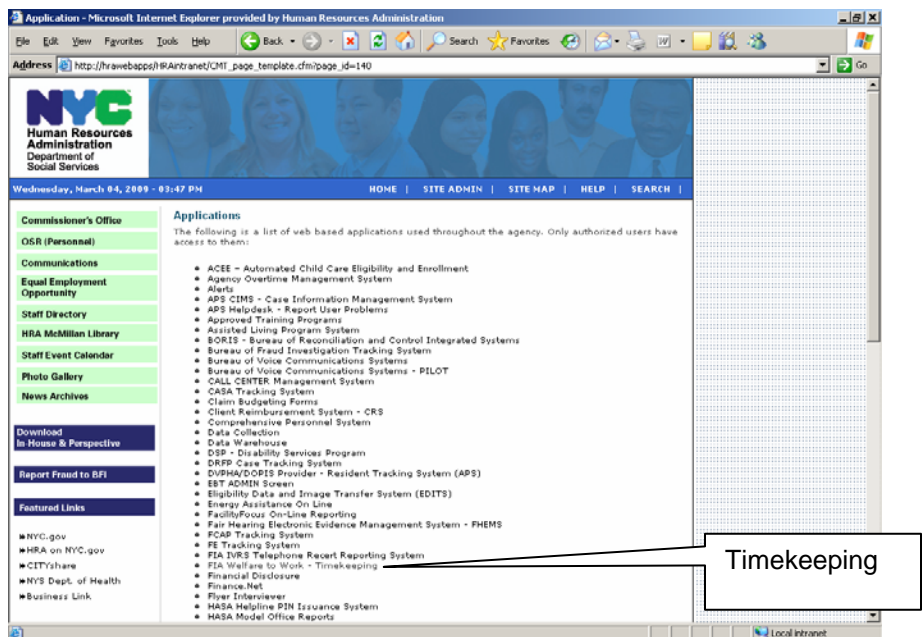 Application - Microsoft Internet Explorer provided by Human Resources Administration
File Edit View Favorites Tools Help Back Search Favorites
Address http://hrawebapps/HRAintranet/CMT_page_template.cfm?page_id=140 Go
NYC
Human Resources
Administration
Department of
Social Services
Wednesday, March 04, 2009 - 03:47 PM HOME | SITE ADMIN | SITE MAP | HELP | SEARCH |
Commissioner's Office
OSR (Personnel)
Communications
Equal Employment
Opportunity
Staff Directory
HRA McMillan Library
Staff Event Calendar
Photo Gallery
News Archives
Download
In-House & Perspective
Report Fraud to BFI
Featured Links
NYC.gov
HRA on NYC.gov
CITYshare
NYS Dept. of Health
Business Link
Applications
The following is a list of web based applications used throughout the agency. Only authorized users have
access to them:
ACEE - Automated Child Care Eligibility and Enrollment
Agency Overtime Management System
Alerts
APS CIMS - Case Information Management System
APS Helpdesk - Report User Problems
Approved Training Programs
Assisted Living Program System
BORIS - Bureau of Reconciliation and Control Integrated Systems
Bureau of Fraud Investigation Tracking System
Bureau of Voice Communications Systems
Bureau of Voice Communications Systems - PILOT
CALL CENTER Management System
CASA Tracking System
Claim Budgeting Forms
Client Reimbursement System - CRS
Comprehensive Personnel System
Data Collection
Data Warehouse
DSP - Disability Services Program
DRFP Case Tracking System
DVPHA/DOPIS Provider - Resident Tracking System (APS)
EBT ADMIN Screen
Eligibility Data and Image Transfer System (EDITS)
Energy Assistance On Line
FacilityFocus On-Line Reporting
Fair Hearing Electronic Evidence Management System - FHEMS
FCAP Tracking System
FE Tracking System
FIA IVRS Telephone Recert Reporting System
FIA Welfare to Work - Timekeeping
Financial Disclosure
Finance.Net
Flyer Interviewer
HASA Helpline PIN Issuance System
HASA Model Office Reports
Timekeeping
Local intranet